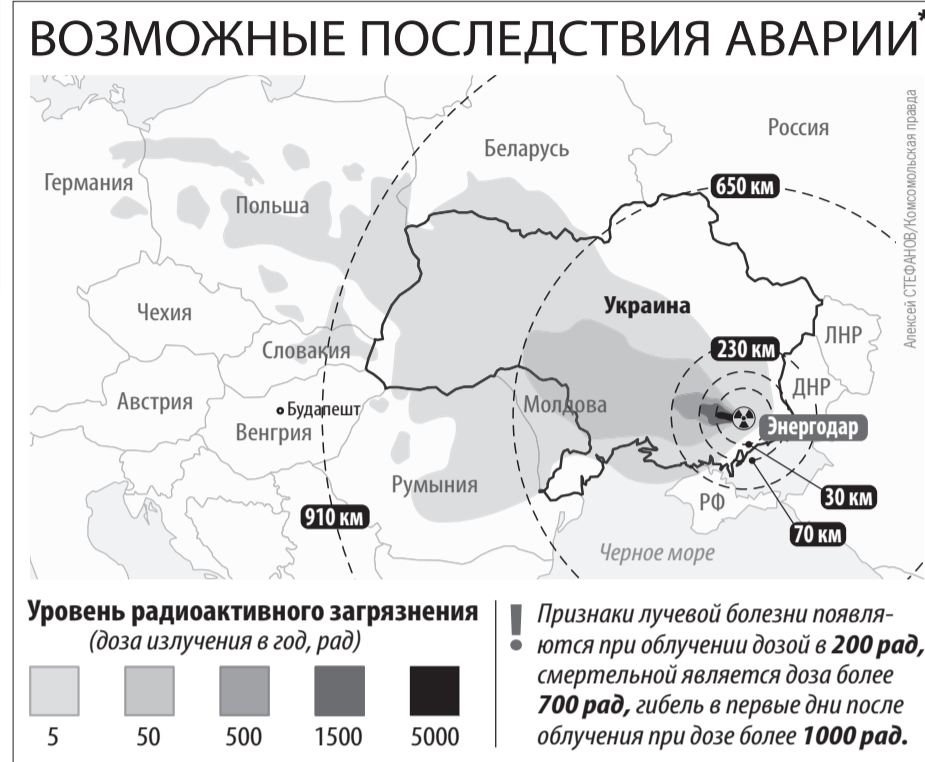 ВОЗМОЖНЫЕ ПОСЛЕДСТВИЯ АВАРИИ*
Россия
Беларусь
Германия
650 км
Польша
Алексей СТЕФАНОВ/Комсомольская правда
Украина
Чехия
ЛНР
Словакия
230 км
ДНР
Австрия
Будапешт
Молдова
Энергодар
Венгрия
Румыния
РФ
30 км
910 км
70 км
Черное море
Уровень радиоактивного загрязнения
(доза излучения в год, рад)
5 50 500 1500 5000
! Признаки лучевой болезни появля-
ются при облучении дозой в 200 рад,
смертельной является доза более
700 рад, гибель в первые дни после
облучения при дозе более 1000 рад.